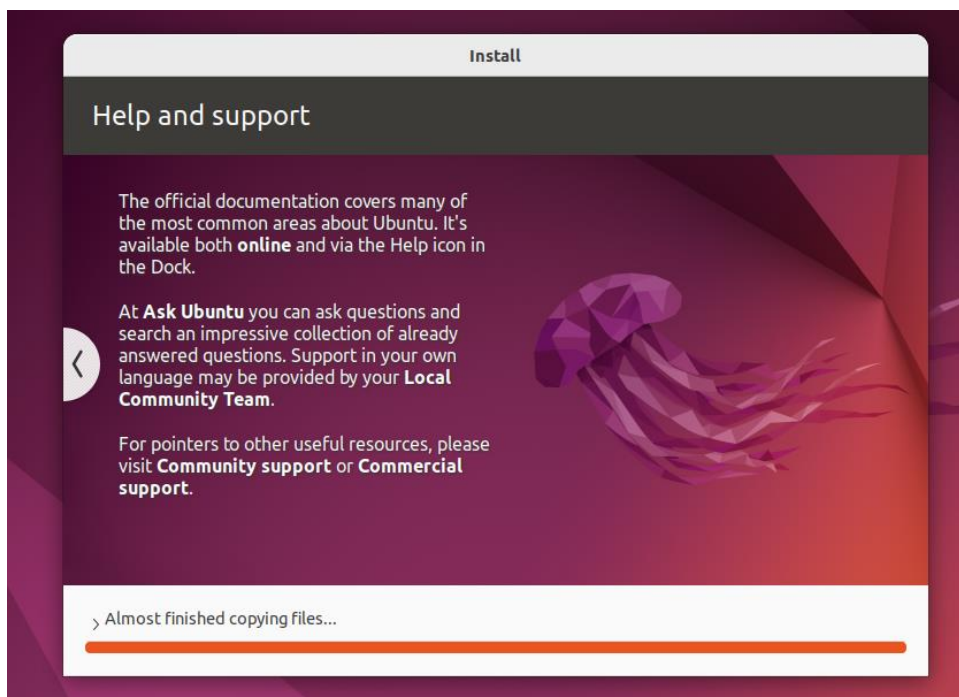 Install
Help and support
The official documentation covers many of
the most common areas about Ubuntu. It's
available both online and via the Help icon in
the Dock.
At Ask Ubuntu you can ask questions and
search an impressive collection of already
answered questions. Support in your own
language may be provided by your Local
Community Team.
For pointers to other useful resources, please
visit Community support or Commercial
support.
Almost finished copying files...